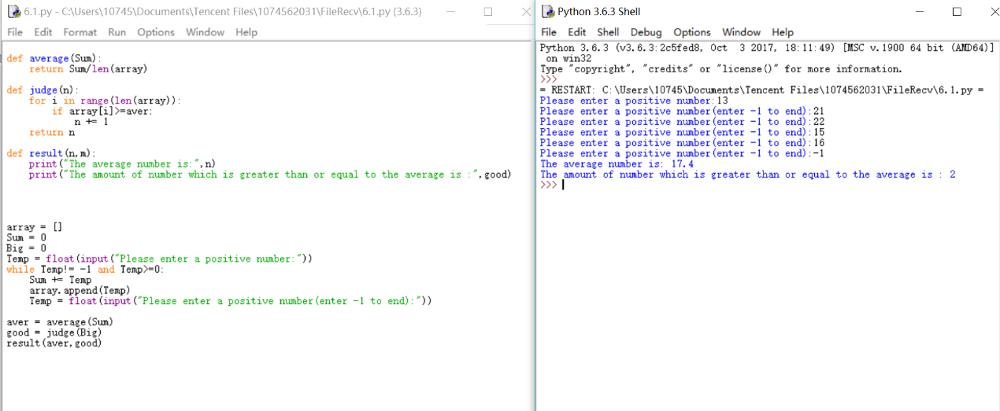 6.1.py - C:\Users\10745\Documents\Tencent Files\1074562031\FileRecv\6.1.py (3.6.3)
File Edit Format Run Options Window Help
def average(Sum):
    return Sum/len(array)
def judge(n):
    for i in range(len(array)):
        if array[i]>=aver:
            n += 1
    return n
def result(n,m):
    print("The average number is:",n)
    print("The amount of number which is greater than or equal to the average is :",good)
array = []
Sum = 0
Big = 0
Temp = float(input("Please enter a positive number:"))
while Temp!= -1 and Temp>=0:
    Sum += Temp
    array.append(Temp)
    Temp = float(input("Please enter a positive number(enter -1 to end):"))
aver = average(Sum)
good = judge(Big)
result(aver,good)
Python 3.6.3 Shell
File Edit Shell Debug Options Window Help
Python 3.6.3 (v3.6.3:2c5fed8, Oct  3 2017, 18:11:49) [MSC v.1900 64 bit (AMD64)]
 on win32
Type "copyright", "credits" or "license()" for more information.
>>>
= RESTART: C:\Users\10745\Documents\Tencent Files\1074562031\FileRecv\6.1.py =
Please enter a positive number:13
Please enter a positive number(enter -1 to end):21
Please enter a positive number(enter -1 to end):22
Please enter a positive number(enter -1 to end):15
Please enter a positive number(enter -1 to end):16
Please enter a positive number(enter -1 to end):-1
The average number is: 17.4
The amount of number which is greater than or equal to the average is : 2
>>>